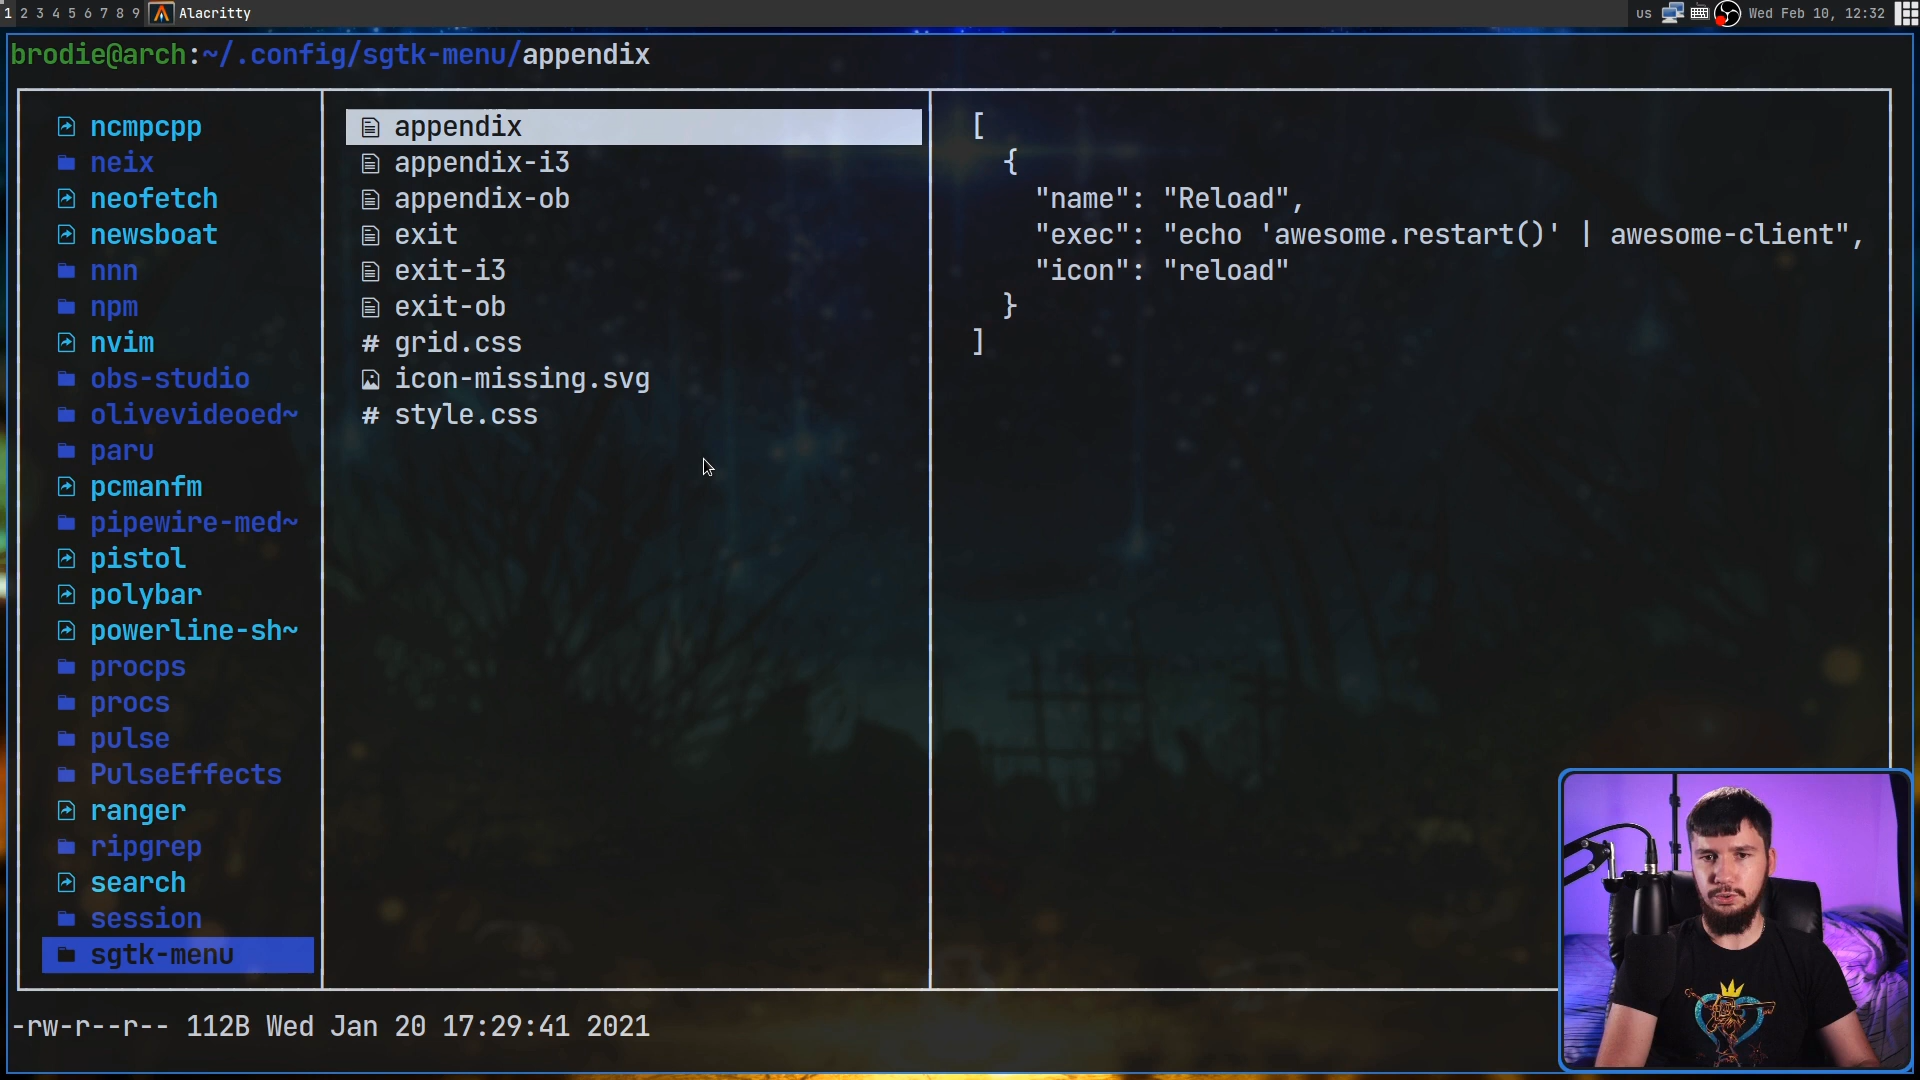 1 2 3 4 5 6 7 8 9 Alacritty
us Wed Feb 10, 12:32
brodie@arch:~/.config/sgtk-menu/appendix
ncmpcpp
neix
neofetch
newsboat
nnn
npm
nvim
obs-studio
olivevideoed~
paru
pcmanfm
pipewire-med~
pistol
polybar
powerline-sh~
procps
procs
pulse
PulseEffects
ranger
ripgrep
search
session
sgtk-menu
appendix
appendix-i3
appendix-ob
exit
exit-i3
exit-ob
# grid.css
icon-missing.svg
# style.css
[
{
"name": "Reload",
"exec": "echo 'awesome.restart()' | awesome-client",
"icon": "reload"
}
]
-rw-r--r-- 112B Wed Jan 20 17:29:41 2021